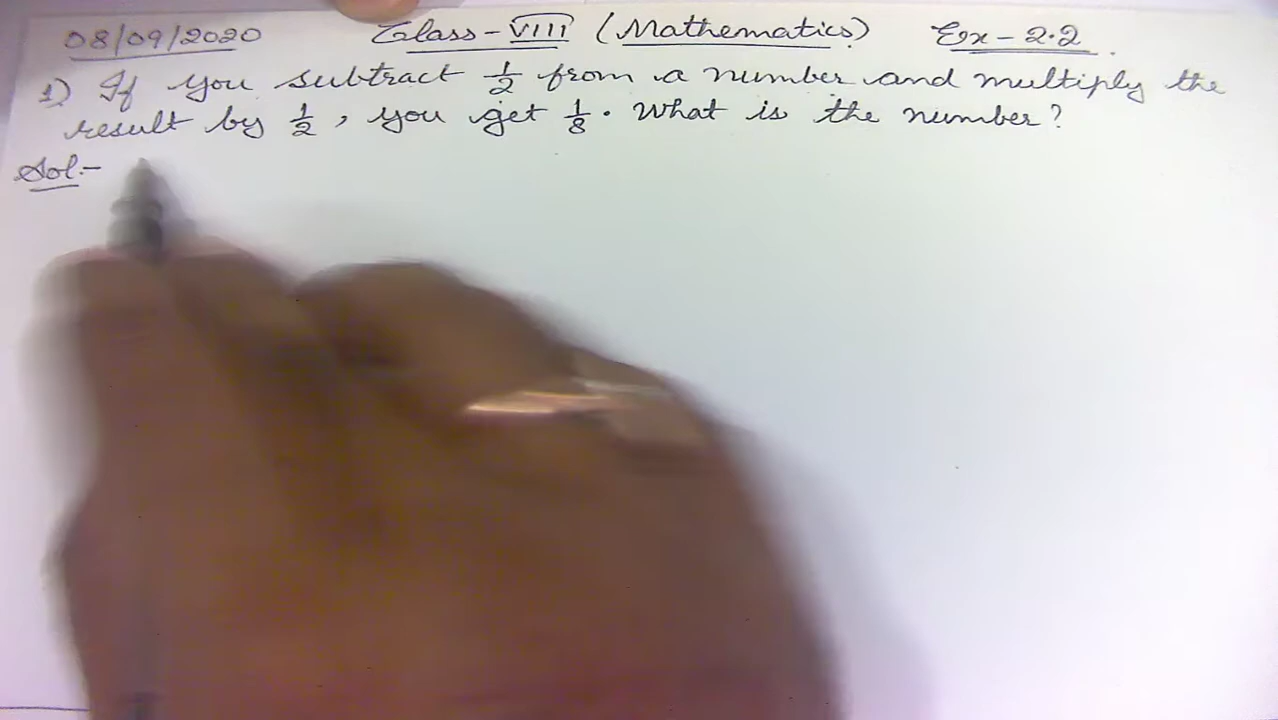 08/09/2020 Class-VIII (Mathematics) Ex-2.2.
1) If you subtract 1/2 from a number and multiply the
result by 1/2, you get 1/8. What is the number?
Sol:-